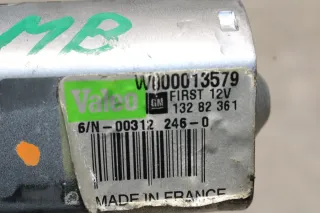 MB
W000013579
Valeo
GM
FIRST 12V
132 82 361
6/N-00312 246-0
MADE IN FRANCE